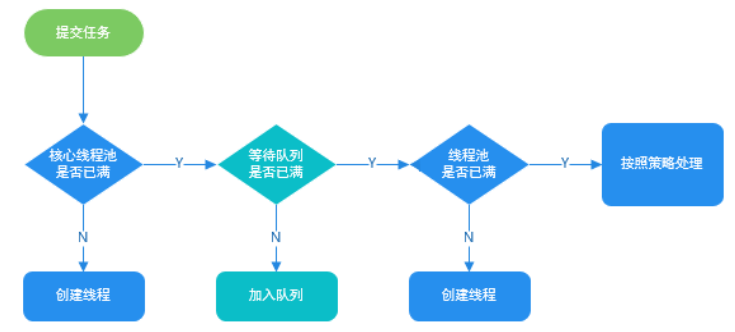 提交任务
核心线程池
是否已满
Y
等待队列
是否已满
Y
线程池
是否已满
Y
按照策略处理
N
N
N
创建线程
加入队列
创建线程